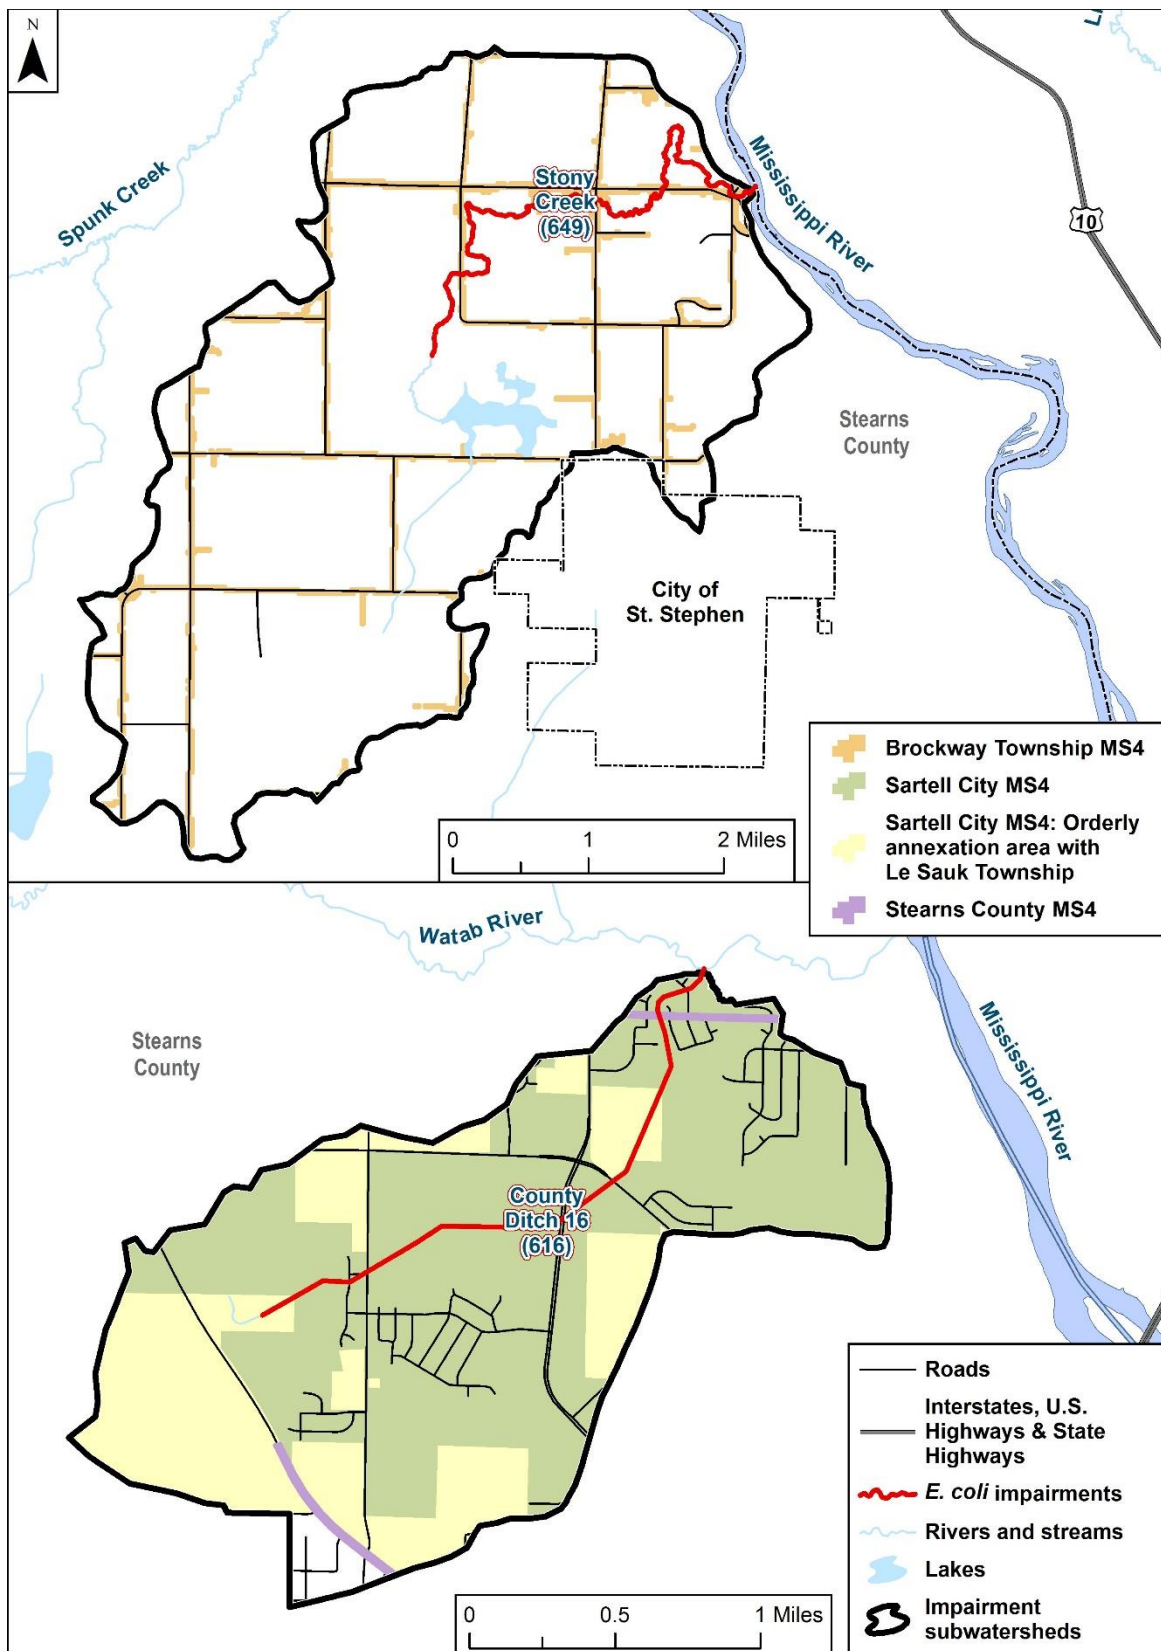 N
Li
Spunk Creek
Stony
Creek
(649)
Mississippi River
10
Stearns
County
City of
St. Stephen
Brockway Township MS4
Sartell City MS4
Sartell City MS4: Orderly
annexation area with
Le Sauk Township
Stearns County MS4
0 1 2 Miles
Watab River
Stearns
County
Mississippi River
County
Ditch 16
(616)
Roads
Interstates, U.S.
Highways & State
Highways
E. coli impairments
Rivers and streams
Lakes
Impairment
subwatersheds
0 0.5 1 Miles